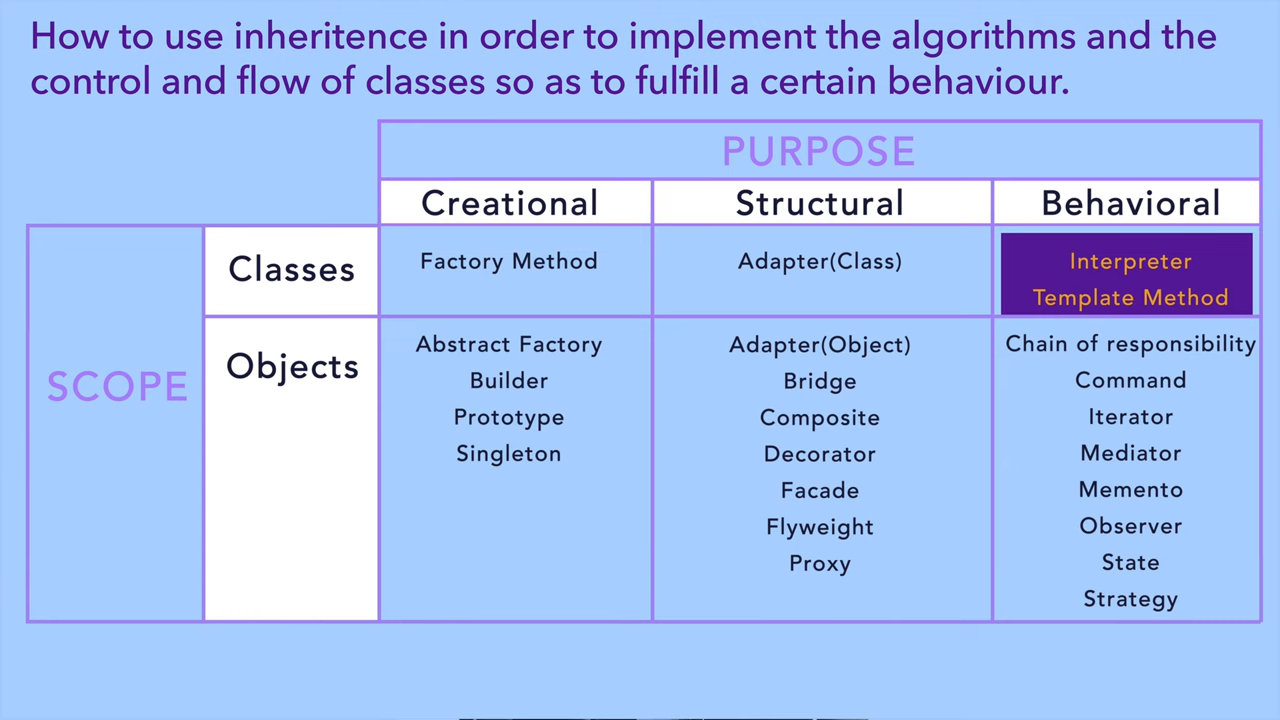 How to use inheritence in order to implement the algorithms and the
control and flow of classes so as to fulfill a certain behaviour.
PURPOSE
Creational Structural Behavioral
SCOPE
Classes
Factory Method
Adapter(Class)
Interpreter
Template Method
Objects
Abstract Factory
Builder
Prototype
Singleton
Adapter(Object)
Bridge
Composite
Decorator
Facade
Flyweight
Proxy
Chain of responsibility
Command
Iterator
Mediator
Memento
Observer
State
Strategy